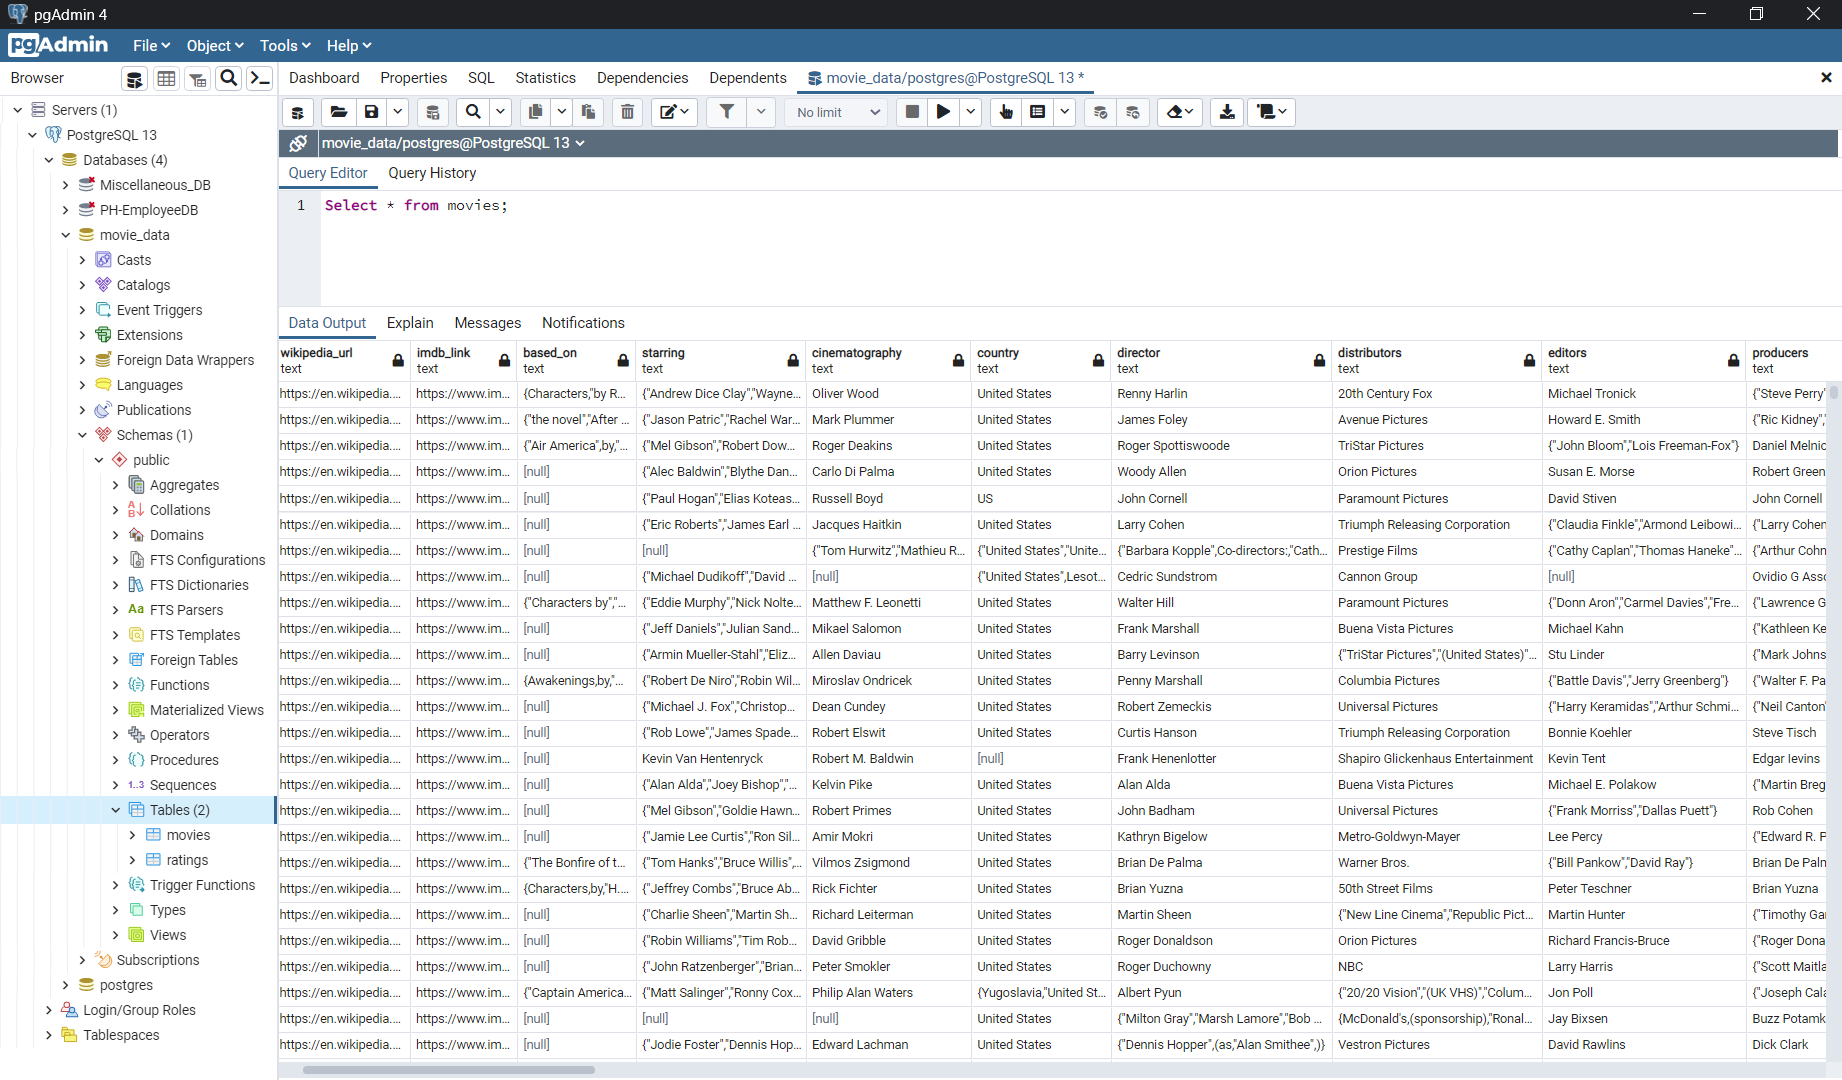 pgAdmin 4
pgAdmin File Object Tools Help
Browser
Dashboard Properties SQL Statistics Dependencies Dependents movie_data/postgres@PostgreSQL 13 *
No limit
movie_data/postgres@PostgreSQL 13
Query Editor Query History
1 Select * from movies;
Servers (1)
PostgreSQL 13
Databases (4)
Miscellaneous_DB
PH-EmployeeDB
movie_data
Casts
Catalogs
Event Triggers
Extensions
Foreign Data Wrappers
Languages
Publications
Schemas (1)
public
Aggregates
Collations
Domains
FTS Configurations
FTS Dictionaries
FTS Parsers
FTS Templates
Foreign Tables
Functions
Materialized Views
Operators
Procedures
1..3 Sequences
Tables (2)
movies
ratings
Trigger Functions
Types
Views
Subscriptions
postgres
Login/Group Roles
Tablespaces
Data Output Explain Messages Notifications
wikipedia_url imdb_link based_on starring cinematography country director distributors editors producers
text text text text text text text text text text
https://en.wikipedia.... https://www.im... {Characters,"by R... {"Andrew Dice Clay","Wayne... Oliver Wood United States Renny Harlin 20th Century Fox Michael Tronick {"Steve Perry"
https://en.wikipedia.... https://www.im... {"the novel","After ... {"Jason Patric","Rachel War... Mark Plummer United States James Foley Avenue Pictures Howard E. Smith {"Ric Kidney","
https://en.wikipedia.... https://www.im... {"Air America",by,"... {"Mel Gibson","Robert Dow... Roger Deakins United States Roger Spottiswoode TriStar Pictures {"John Bloom","Lois Freeman-Fox"} Daniel Melnic
https://en.wikipedia.... https://www.im... [null] {"Alec Baldwin","Blythe Dan... Carlo Di Palma United States Woody Allen Orion Pictures Susan E. Morse Robert Green
https://en.wikipedia.... https://www.im... [null] {"Paul Hogan","Elias Koteas... Russell Boyd US John Cornell Paramount Pictures David Stiven John Cornell
https://en.wikipedia.... https://www.im... [null] {"Eric Roberts","James Earl ... Jacques Haitkin United States Larry Cohen Triumph Releasing Corporation {"Claudia Finkle","Armond Leibowi... {"Larry Cohen
https://en.wikipedia.... https://www.im... [null] [null] {"Tom Hurwitz","Mathieu R... {"United States","Unite... {"Barbara Kopple",Co-directors:,"Cath... Prestige Films {"Cathy Caplan","Thomas Haneke"... {"Arthur Cohn
https://en.wikipedia.... https://www.im... [null] {"Michael Dudikoff","David ... [null] {"United States",Lesot... Cedric Sundstrom Cannon Group [null] Ovidio G Asso
https://en.wikipedia.... https://www.im... {"Characters by","... {"Eddie Murphy","Nick Nolte... Matthew F. Leonetti United States Walter Hill Paramount Pictures {"Donn Aron","Carmel Davies","Fre... {"Lawrence G
https://en.wikipedia.... https://www.im... [null] {"Jeff Daniels","Julian Sand... Mikael Salomon United States Frank Marshall Buena Vista Pictures Michael Kahn {"Kathleen Ke
https://en.wikipedia.... https://www.im... [null] {"Armin Mueller-Stahl","Eliz... Allen Daviau United States Barry Levinson {"TriStar Pictures","(United States)"... Stu Linder {"Mark Johns
https://en.wikipedia.... https://www.im... {Awakenings,by,"... {"Robert De Niro","Robin Wil... Miroslav Ondricek United States Penny Marshall Columbia Pictures {"Battle Davis","Jerry Greenberg"} {"Walter F. Pa
https://en.wikipedia.... https://www.im... [null] {"Michael J. Fox","Christop... Dean Cundey United States Robert Zemeckis Universal Pictures {"Harry Keramidas","Arthur Schmi... {"Neil Canton"
https://en.wikipedia.... https://www.im... [null] {"Rob Lowe","James Spade... Robert Elswit United States Curtis Hanson Triumph Releasing Corporation Bonnie Koehler Steve Tisch
https://en.wikipedia.... https://www.im... [null] Kevin Van Hentenryck Robert M. Baldwin [null] Frank Henenlotter Shapiro Glickenhaus Entertainment Kevin Tent Edgar Ievins
https://en.wikipedia.... https://www.im... [null] {"Alan Alda","Joey Bishop","... Kelvin Pike United States Alan Alda Buena Vista Pictures Michael E. Polakow {"Martin Breg
https://en.wikipedia.... https://www.im... [null] {"Mel Gibson","Goldie Hawn... Robert Primes United States John Badham Universal Pictures {"Frank Morriss","Dallas Puett"} Rob Cohen
https://en.wikipedia.... https://www.im... [null] {"Jamie Lee Curtis","Ron Sil... Amir Mokri United States Kathryn Bigelow Metro-Goldwyn-Mayer Lee Percy {"Edward R. P
https://en.wikipedia.... https://www.im... {"The Bonfire of t... {"Tom Hanks","Bruce Willis",... Vilmos Zsigmond United States Brian De Palma Warner Bros. {"Bill Pankow","David Ray"} Brian De Paln
https://en.wikipedia.... https://www.im... {Characters,by,"H.... {"Jeffrey Combs","Bruce Ab... Rick Fichter United States Brian Yuzna 50th Street Films Peter Teschner Brian Yuzna
https://en.wikipedia.... https://www.im... [null] {"Charlie Sheen","Martin Sh... Richard Leiterman United States Martin Sheen {"New Line Cinema","Republic Pict... Martin Hunter {"Timothy Ga
https://en.wikipedia.... https://www.im... [null] {"Robin Williams","Tim Rob... David Gribble United States Roger Donaldson Orion Pictures Richard Francis-Bruce {"Roger Dona
https://en.wikipedia.... https://www.im... [null] {"John Ratzenberger","Brian... Peter Smokler United States Roger Duchowny NBC Larry Harris {"Scott Maitla
https://en.wikipedia.... https://www.im... {"Captain America... {"Matt Salinger","Ronny Cox... Philip Alan Waters {Yugoslavia,"United St... Albert Pyun {"20/20 Vision","(UK VHS)","Colum... Jon Poll {"Joseph Cala
https://en.wikipedia.... https://www.im... [null] [null] [null] United States {"Milton Gray","Marsh Lamore","Bob ... {McDonald's,(sponsorship),"Ronal... Jay Bixsen Buzz Potamk
https://en.wikipedia.... https://www.im... [null] {"Jodie Foster","Dennis Hop... Edward Lachman United States {"Dennis Hopper",(as,"Alan Smithee",)} Vestron Pictures David Rawlins Dick Clark